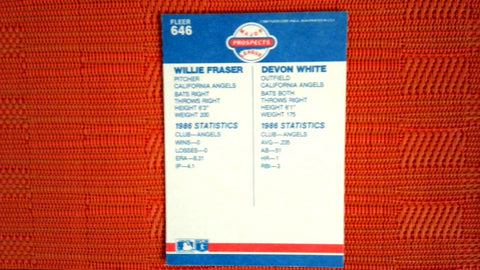 FLEER
646
MAJOR
PROSPECTS
LEAGUE
WILLIE FRASER
PITCHER
CALIFORNIA ANGELS
BATS RIGHT
THROWS RIGHT
HEIGHT 6'3"
WEIGHT 200
1986 STATISTICS
CLUB—ANGELS
WINS—0
LOSSES—0
ERA—8.31
IP—4.1
DEVON WHITE
OUTFIELD
CALIFORNIA ANGELS
BATS BOTH
THROWS RIGHT
HEIGHT 6'1"
WEIGHT 175
1986 STATISTICS
CLUB—ANGELS
AVG—.235
AB—51
HR—1
RBI—3